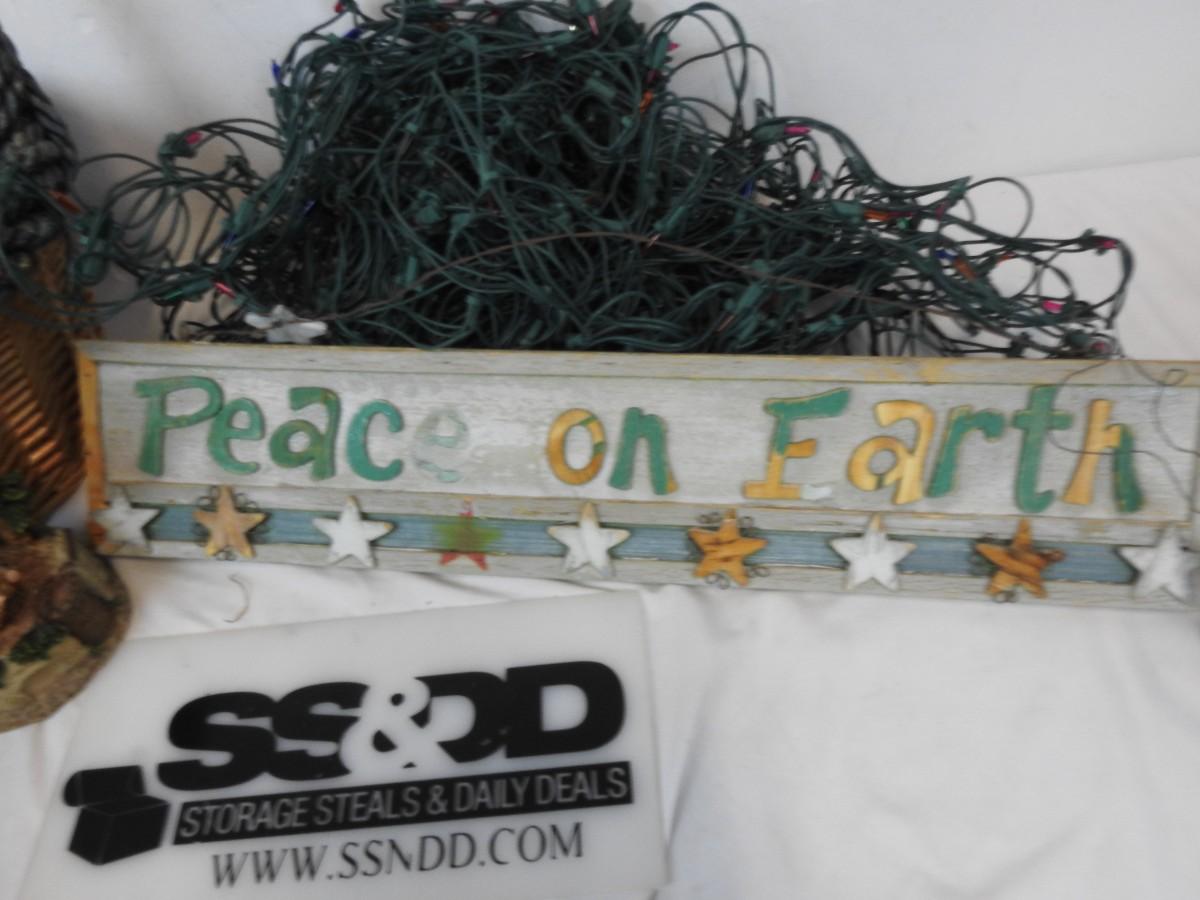 Peace on Earth
SS&DD
STORAGE STEALS & DAILY DEALS
WWW.SSNDD.COM